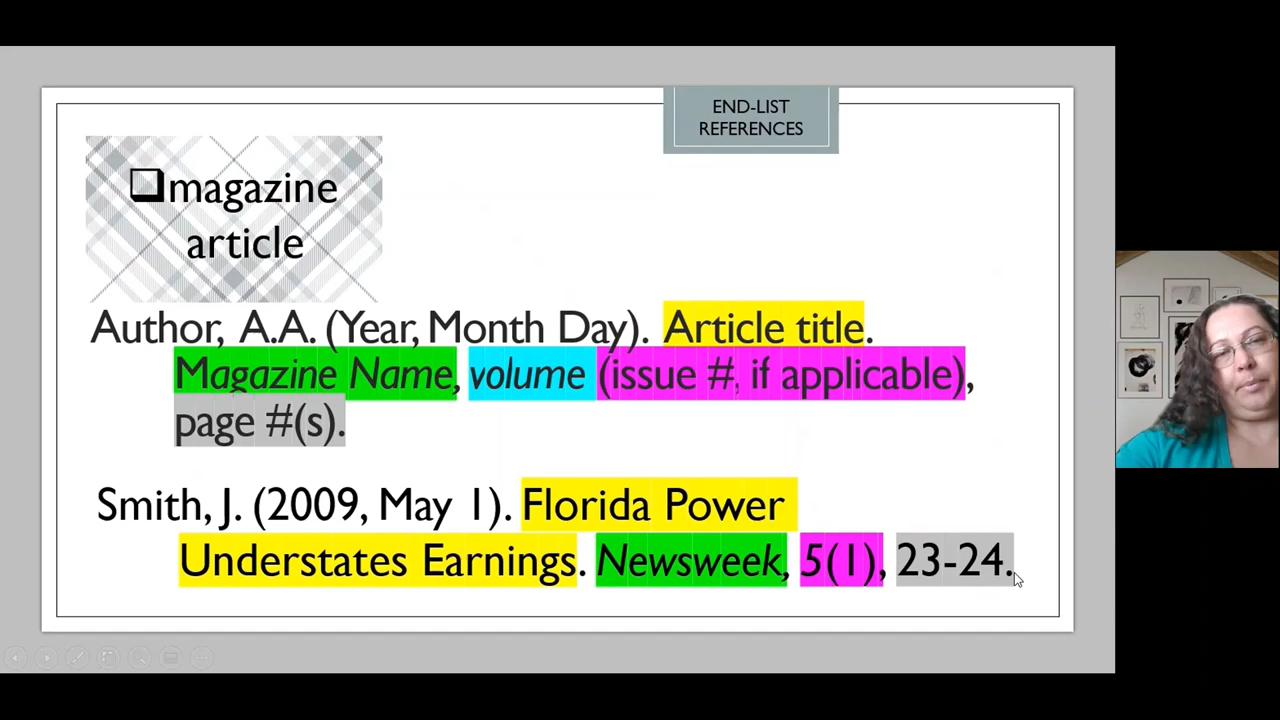 END-LIST
REFERENCES
magazine
article
Author, A.A. (Year, Month Day). Article title.
Magazine Name, volume (issue #, if applicable),
page #(s).
Smith, J. (2009, May 1). Florida Power
Understates Earnings. Newsweek, 5(1), 23-24.